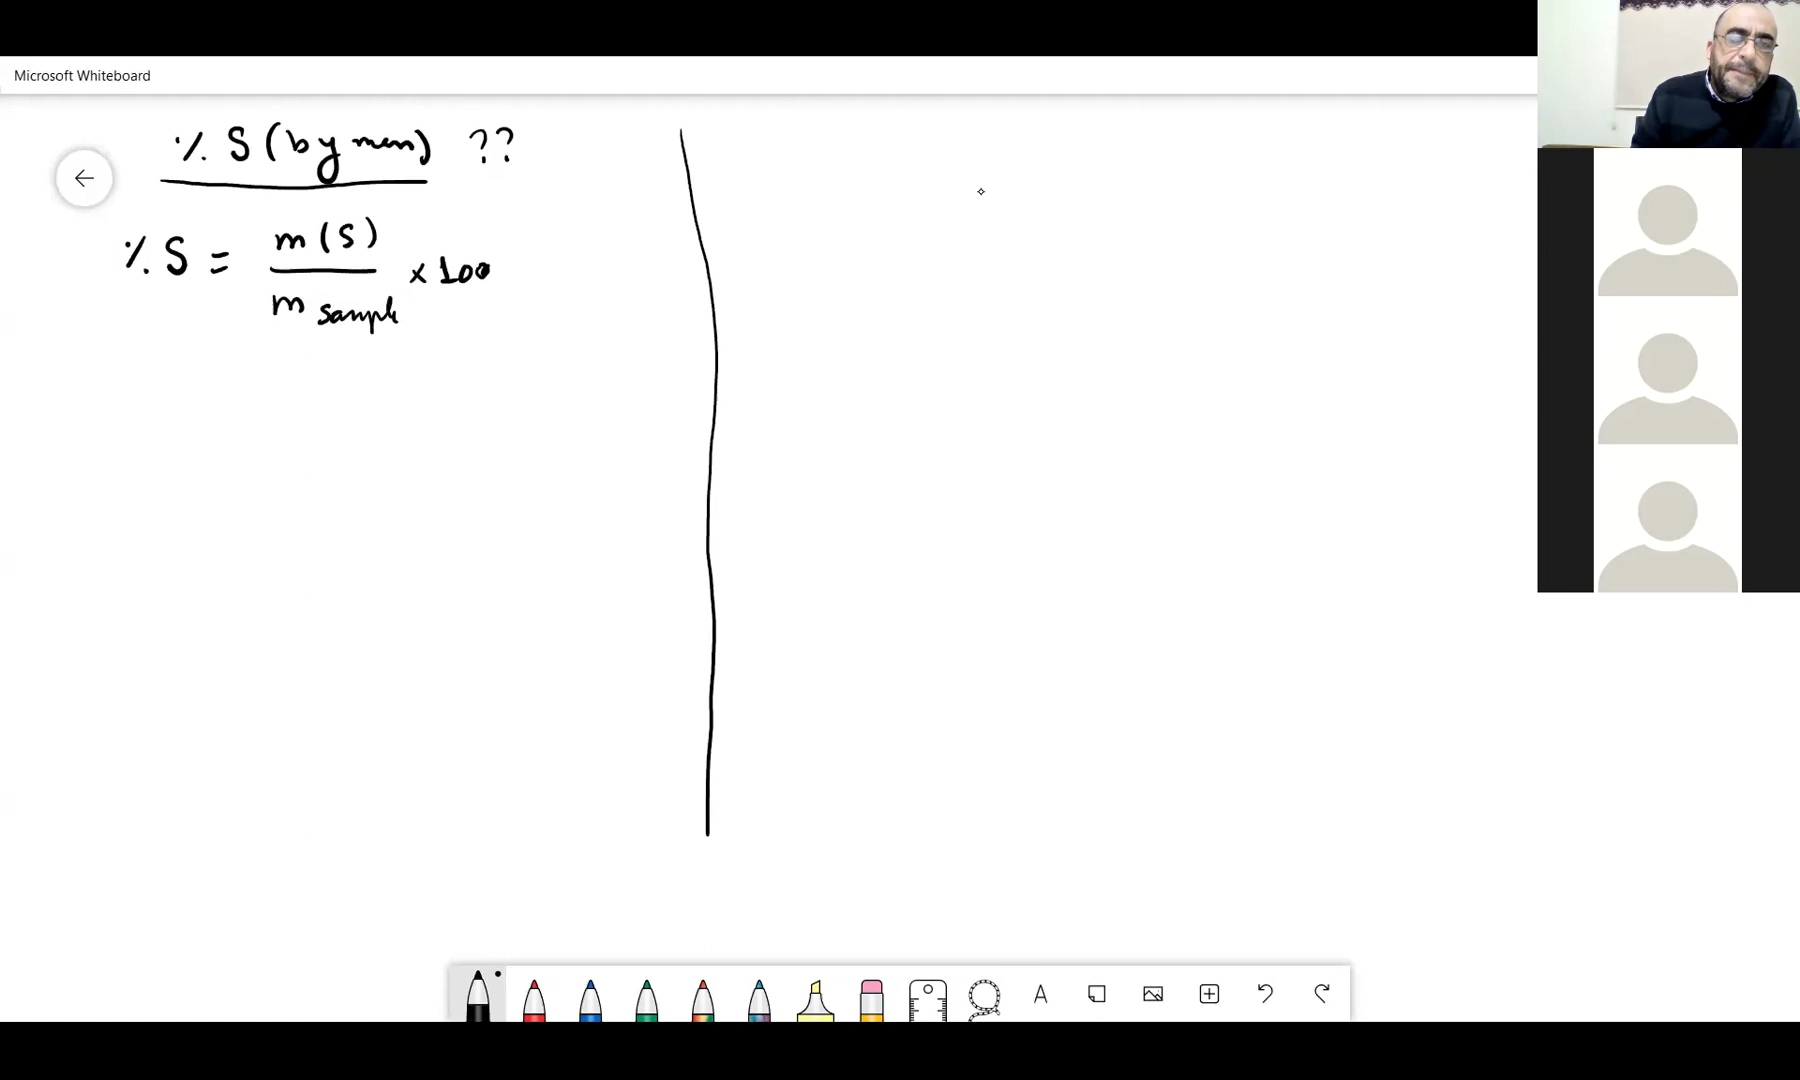 Microsoft Whiteboard
% S (by mass) ??
% S = m(S) / m sample × 100
A